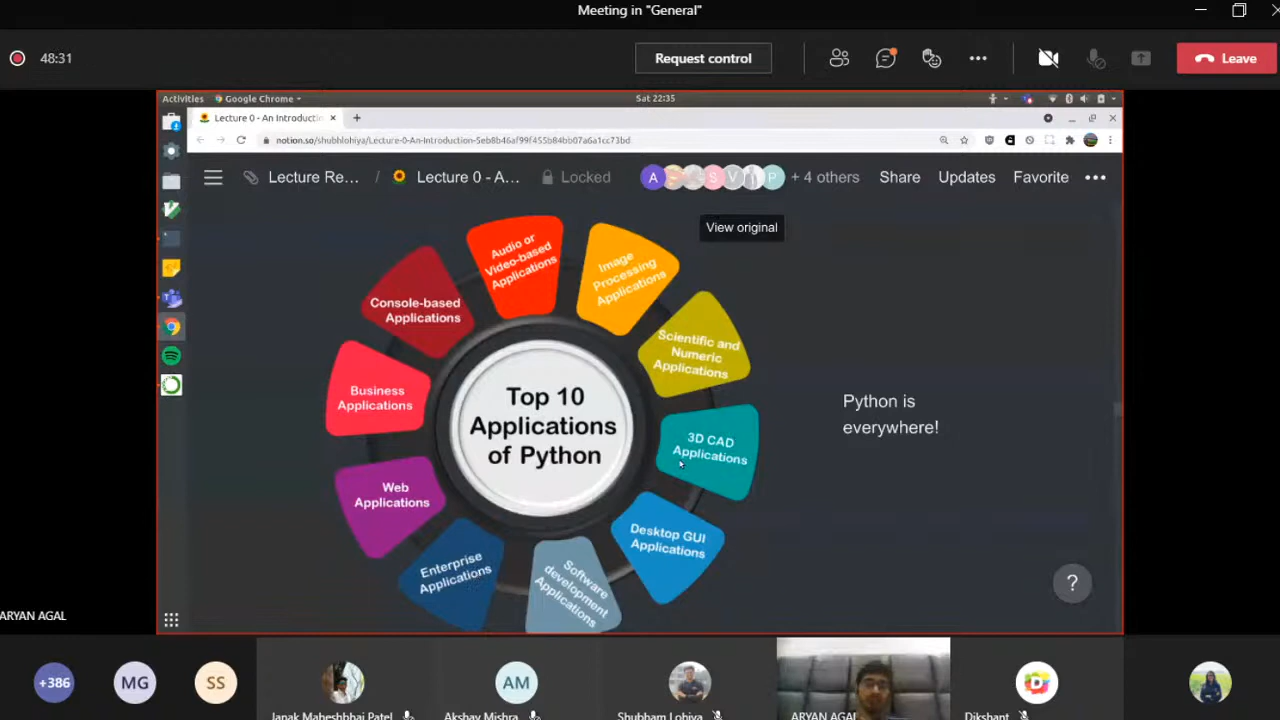 Meeting in "General"
48:31
Request control
Leave
Activities
Google Chrome
Sat 22:35
Lecture 0 - An Introductin
notion.so/shubhlohiya/Lecture-0-An-Introduction-5eb8b46af99f455b84bb07a6a1cc73bd
Lecture Re... / Lecture 0 - A... Locked
A S V P + 4 others Share Updates Favorite
View original
Audio or
Video-based
Applications
Image
Processing
Applications
Console-based
Applications
Scientific and
Numeric
Applications
Business
Applications
Top 10
Applications
of Python
3D CAD
Applications
Python is
everywhere!
Web
Applications
Desktop GUI
Applications
Enterprise
Applications
Software
development
Applications
?
ARYAN AGAL
+386
MG
SS
AM
Janak Maheshbhai Patel
Akshay Mishra
Shubham Lohiya
ARYAN AGAL
Dikshant